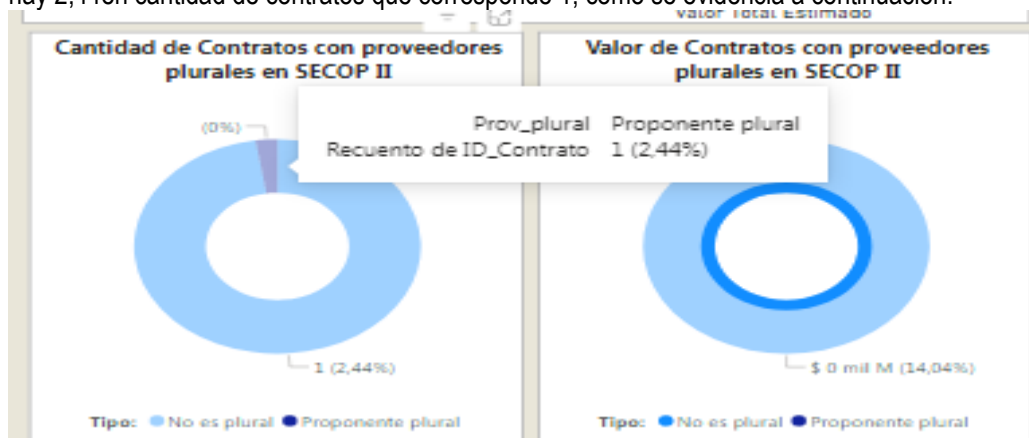 hay 2, Pren cantidad de contratos que corresponde 1, como se evidencia a continuación:
Valor Total Estimado
Cantidad de Contratos con proveedores
plurales en SECOP II
Valor de Contratos con proveedores
plurales en SECOP II
(0%)
Prov_plural Proponente plural
Recuento de ID_Contrato 1 (2,44%)
1 (2,44%)
$ 0 mil M (14,04%)
Tipo: No es plural Proponente plural
Tipo: No es plural Proponente plural